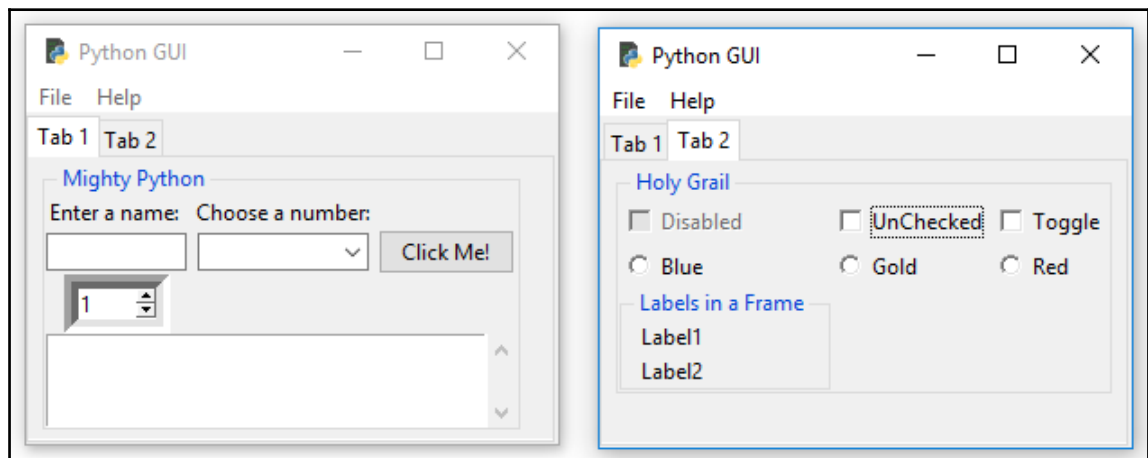 Python GUI
File Help
Tab 1 Tab 2
Mighty Python
Enter a name: Choose a number:
Click Me!
1
Python GUI
File Help
Tab 1 Tab 2
Holy Grail
Disabled UnChecked Toggle
Blue Gold Red
Labels in a Frame
Label1
Label2